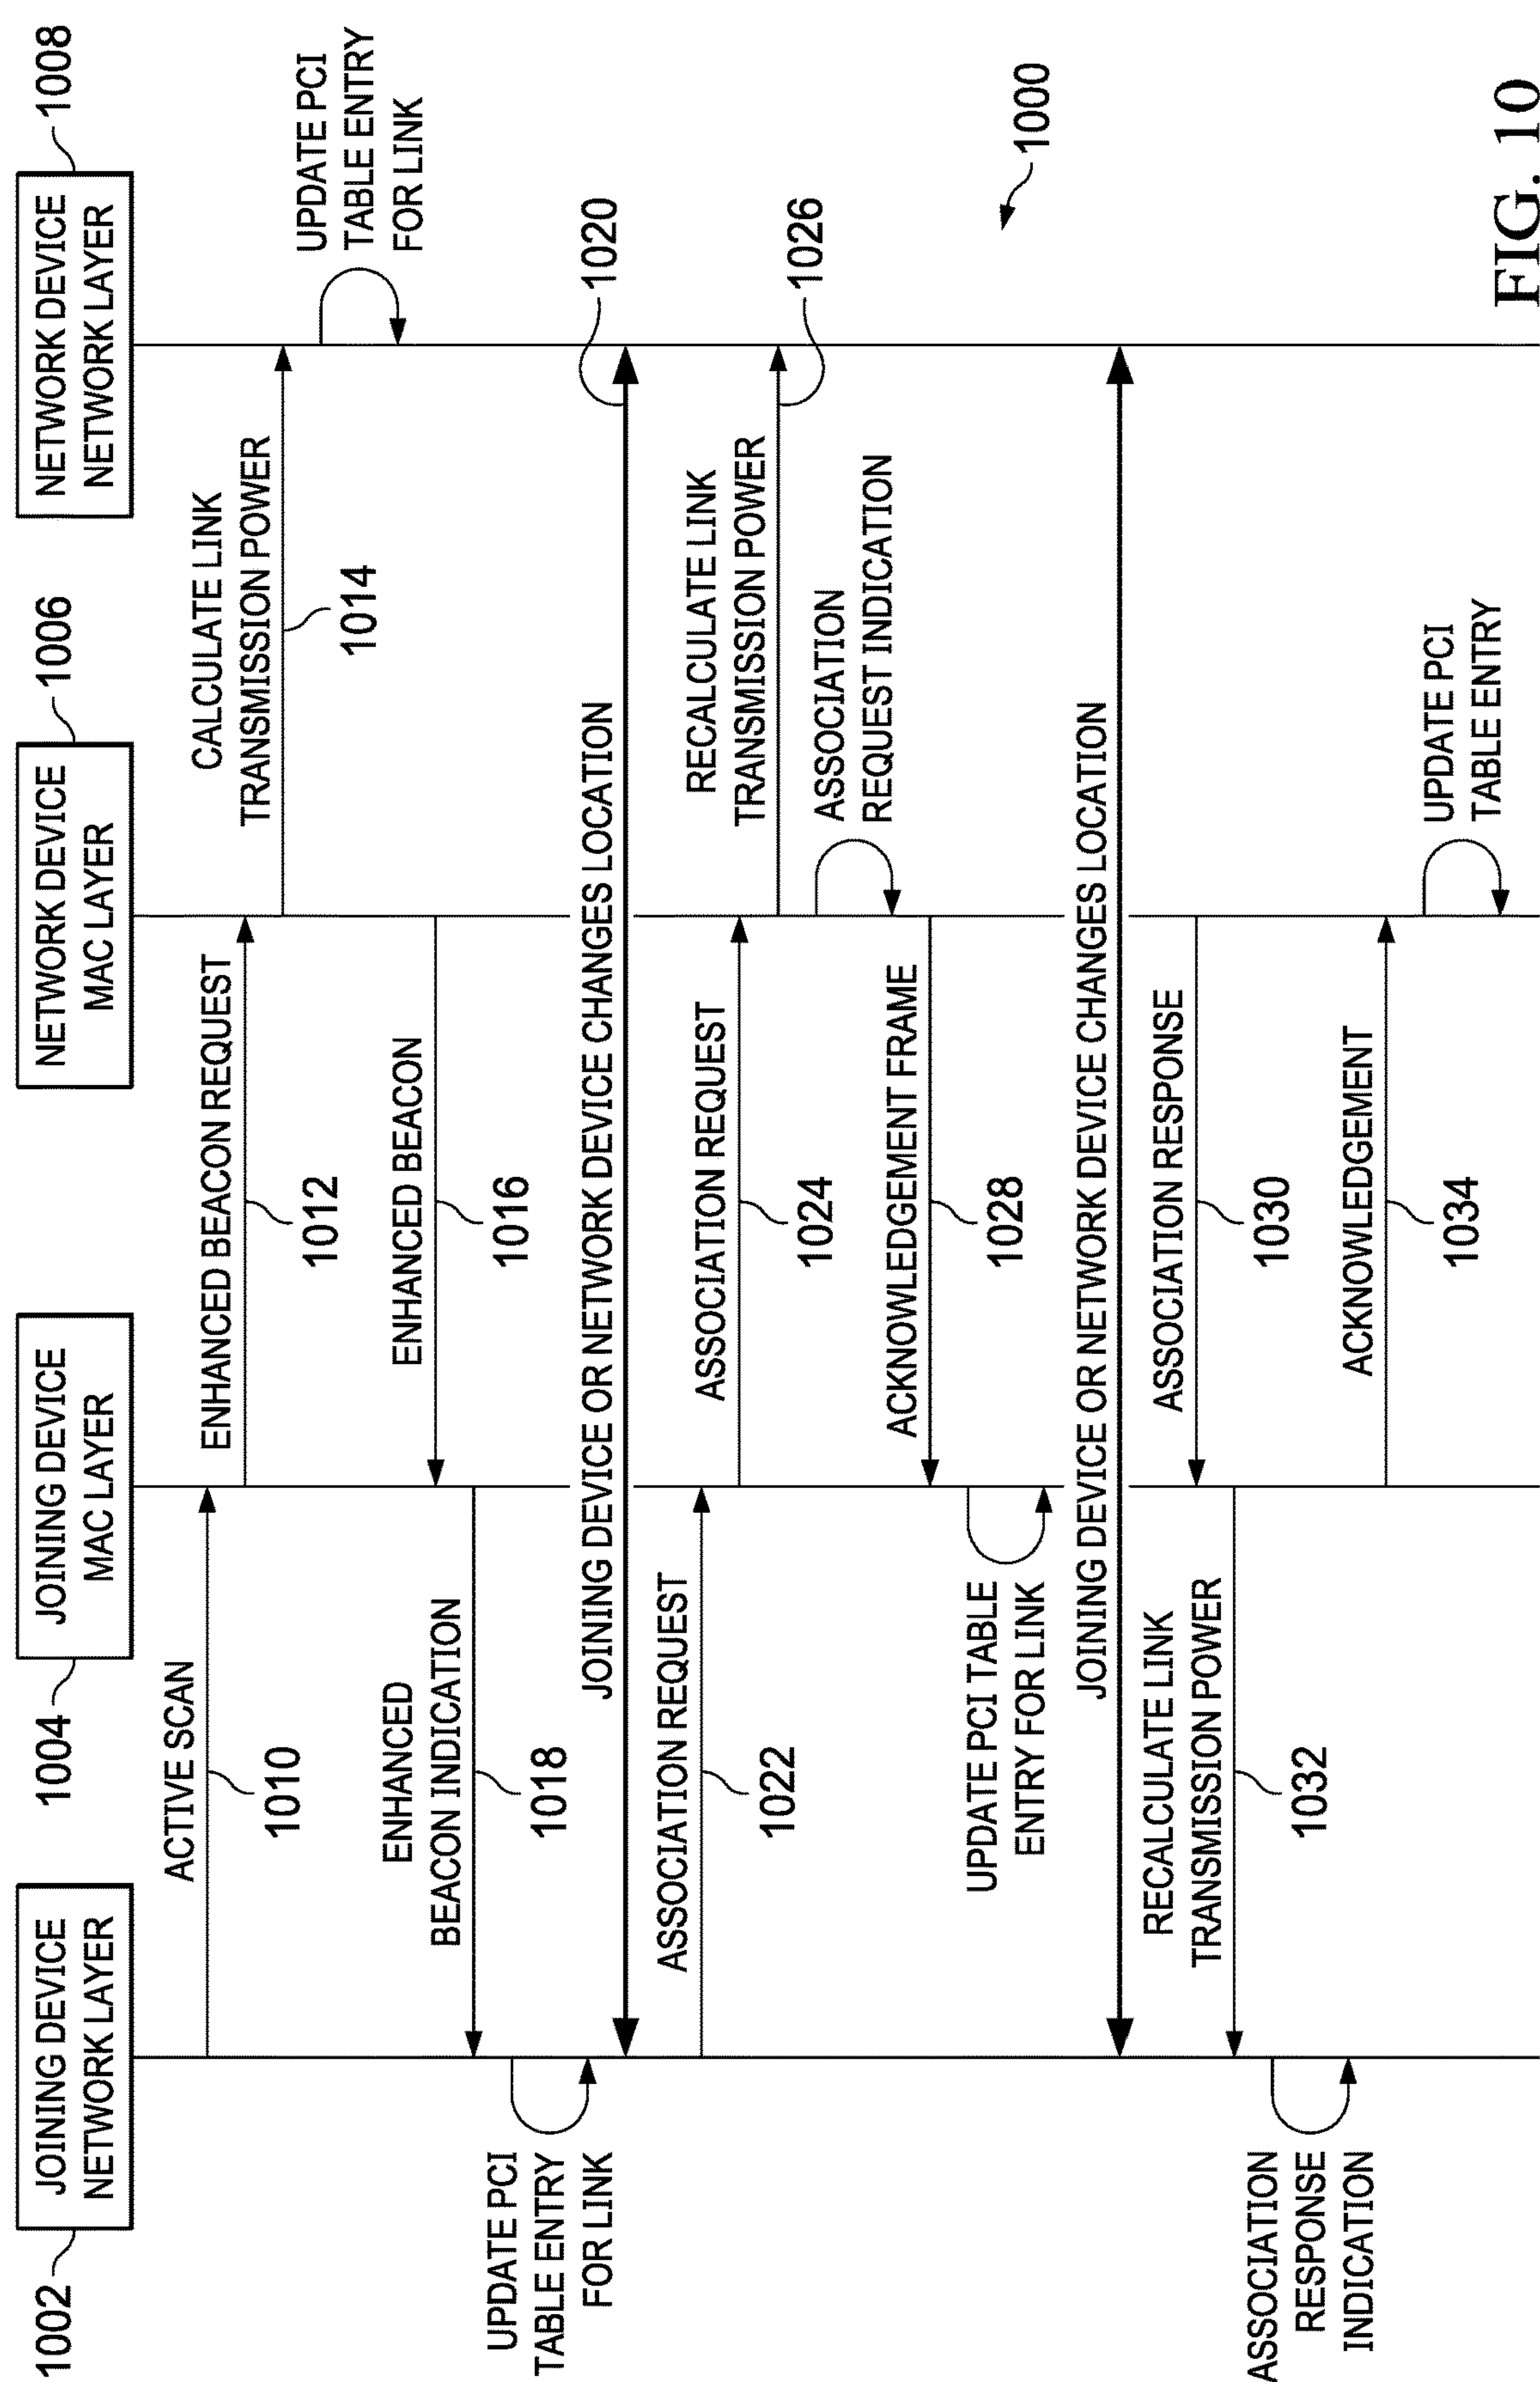 1002
JOINING DEVICE
NETWORK LAYER
1004
JOINING DEVICE
MAC LAYER
NETWORK DEVICE
MAC LAYER
1006
NETWORK DEVICE
NETWORK LAYER
1008
ACTIVE SCAN
1010
ENHANCED BEACON REQUEST
1012
CALCULATE LINK
TRANSMISSION POWER
1014
UPDATE PCI
TABLE ENTRY
FOR LINK
ENHANCED BEACON
1016
ENHANCED
BEACON INDICATION
1018
UPDATE PCI
TABLE ENTRY
FOR LINK
JOINING DEVICE OR NETWORK DEVICE CHANGES LOCATION
1020
ASSOCIATION REQUEST
1022
ASSOCIATION REQUEST
1024
RECALCULATE LINK
TRANSMISSION POWER
1026
ASSOCIATION
REQUEST INDICATION
ACKNOWLEDGEMENT FRAME
1028
UPDATE PCI TABLE
ENTRY FOR LINK
1000
JOINING DEVICE OR NETWORK DEVICE CHANGES LOCATION
ASSOCIATION RESPONSE
1030
RECALCULATE LINK
TRANSMISSION POWER
1032
ASSOCIATION
RESPONSE
INDICATION
ACKNOWLEDGEMENT
1034
UPDATE PCI
TABLE ENTRY
FIG. 10